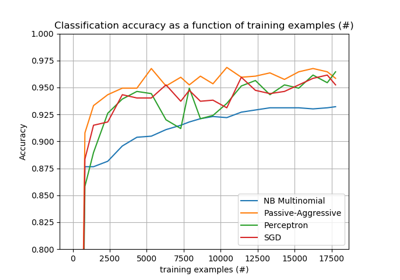 Classification accuracy as a function of training examples (#)
1.000
0.975
0.950
0.925
0.900
0.875
0.850
0.825
0.800
Accuracy
NB Multinomial
Passive-Aggressive
Perceptron
SGD
0 2500 5000 7500 10000 12500 15000 17500
training examples (#)